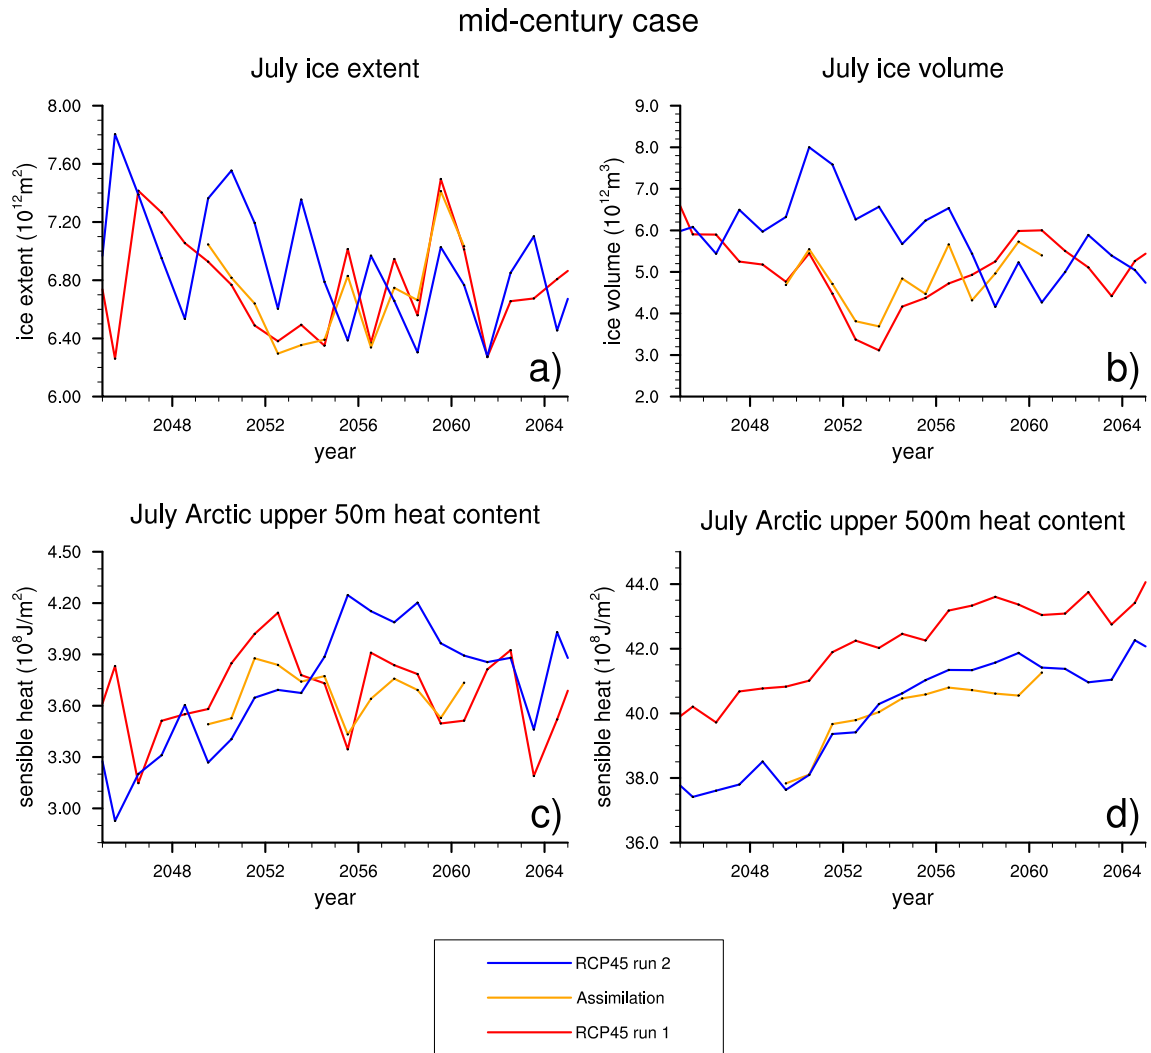 mid-century case
July ice extent
8.00
7.60
7.20
6.80
6.40
6.00
ice extent (10¹²m²)
2048 2052 2056 2060 2064
year
a)
July ice volume
9.0
8.0
7.0
6.0
5.0
4.0
3.0
2.0
ice volume (10¹²m³)
2048 2052 2056 2060 2064
year
b)
July Arctic upper 50m heat content
4.50
4.20
3.90
3.60
3.30
3.00
sensible heat (10⁸J/m²)
2048 2052 2056 2060 2064
year
c)
July Arctic upper 500m heat content
44.0
42.0
40.0
38.0
36.0
sensible heat (10⁸J/m²)
2048 2052 2056 2060 2064
year
d)
RCP45 run 2
Assimilation
RCP45 run 1